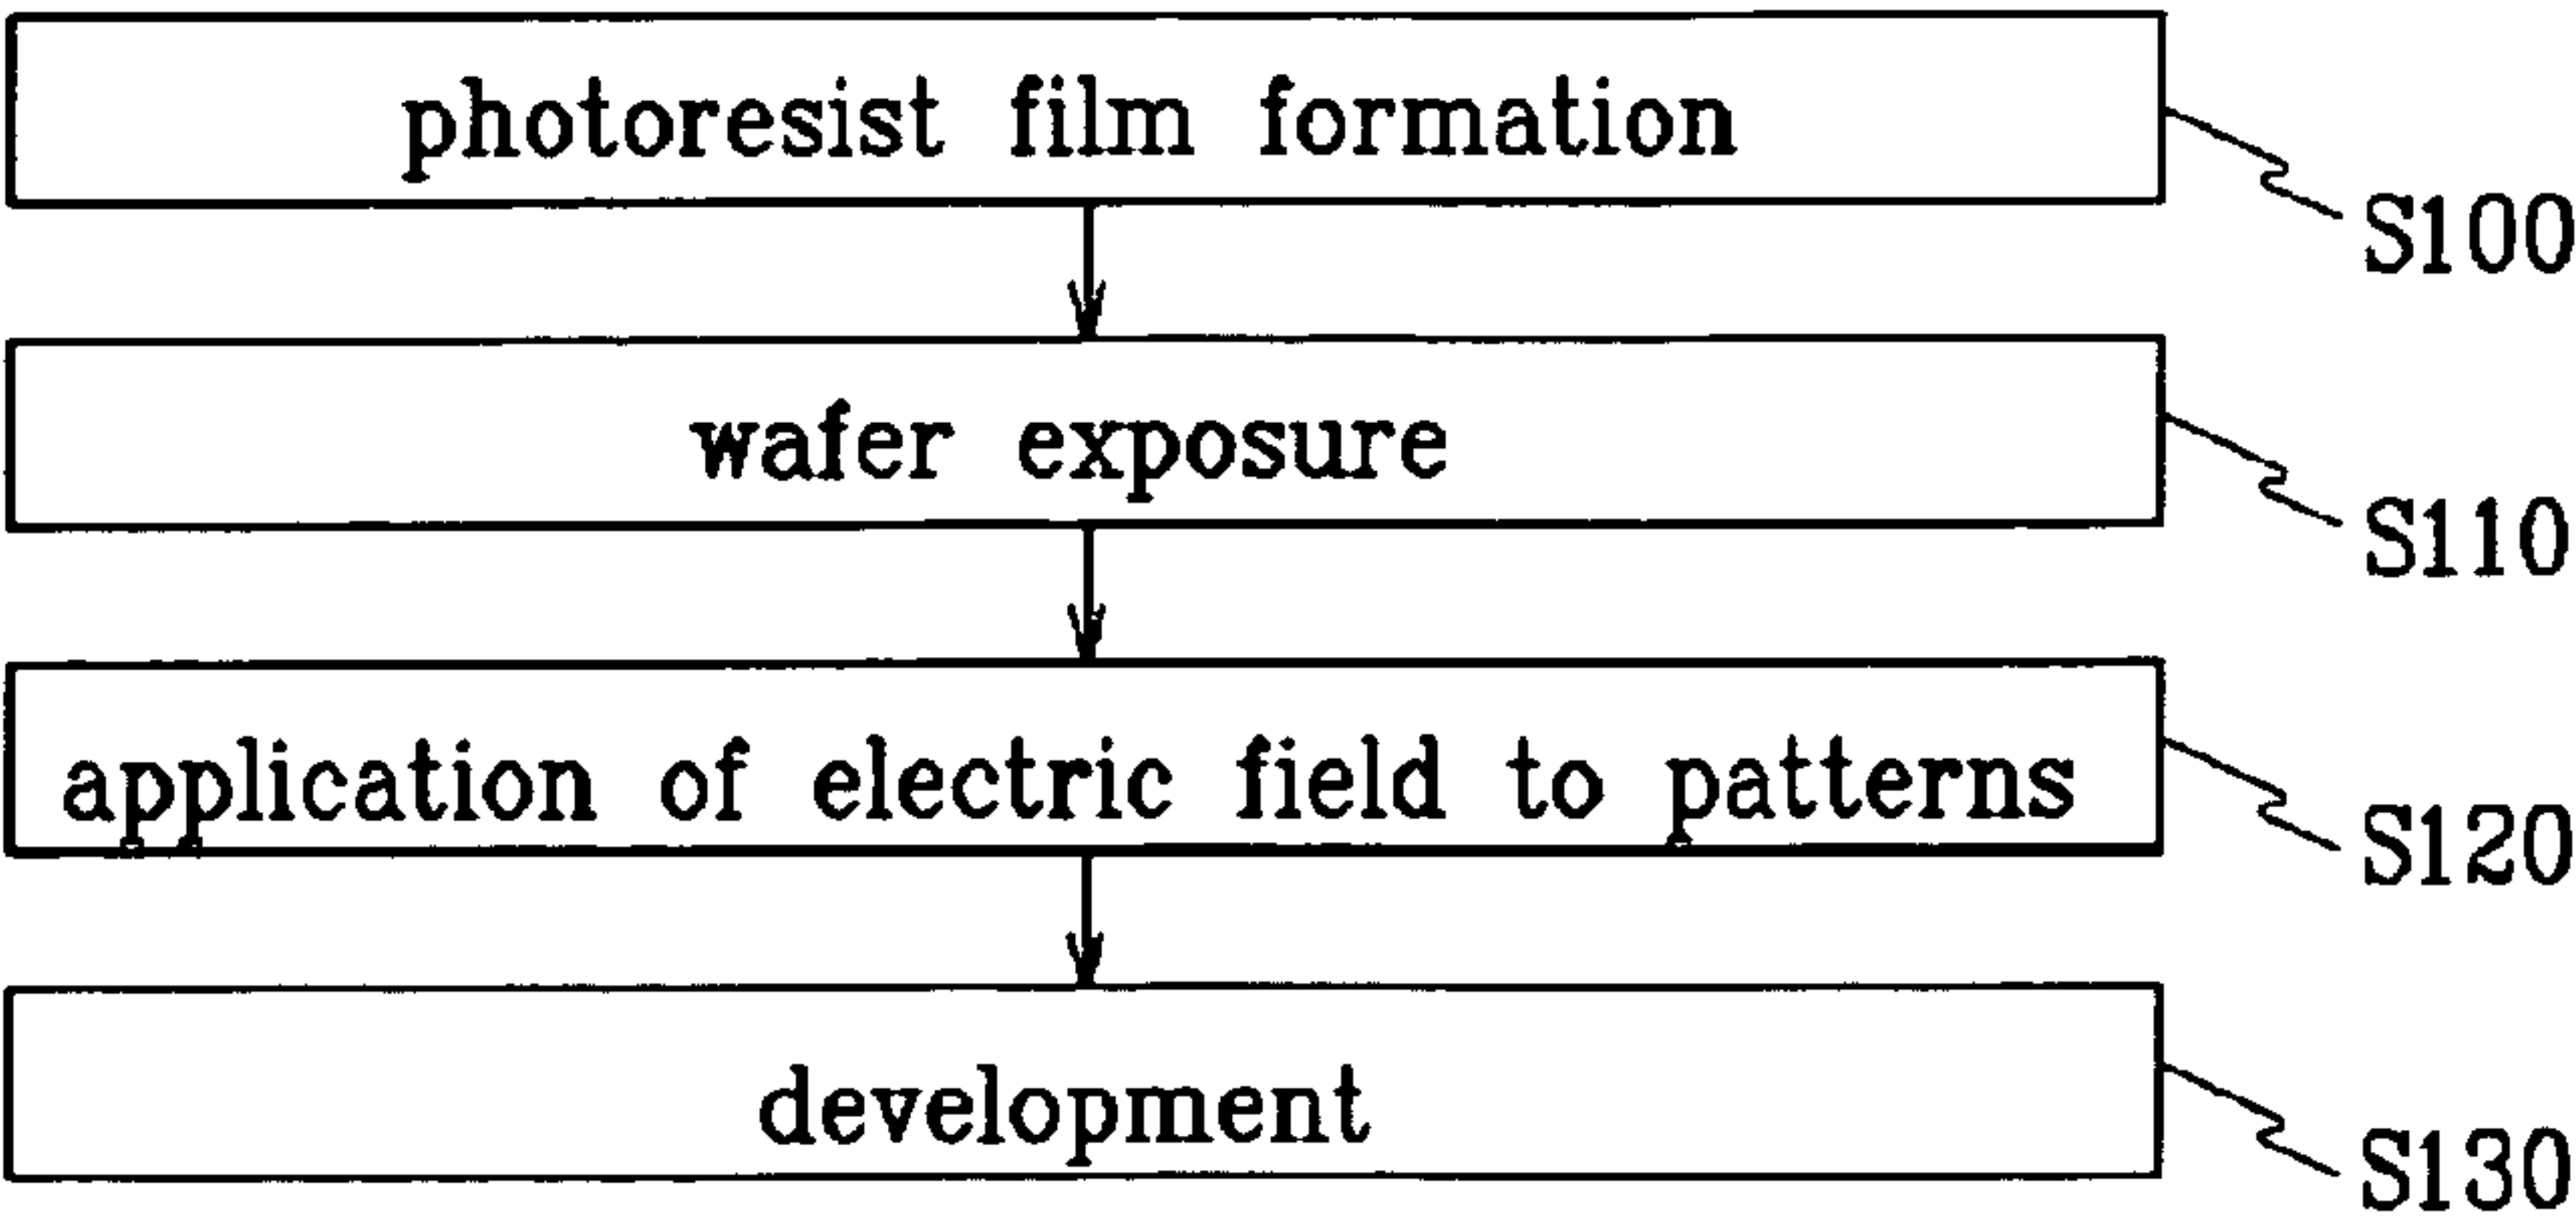 photoresist film formation
S100
wafer exposure
S110
application of electric field to patterns
S120
development
S130